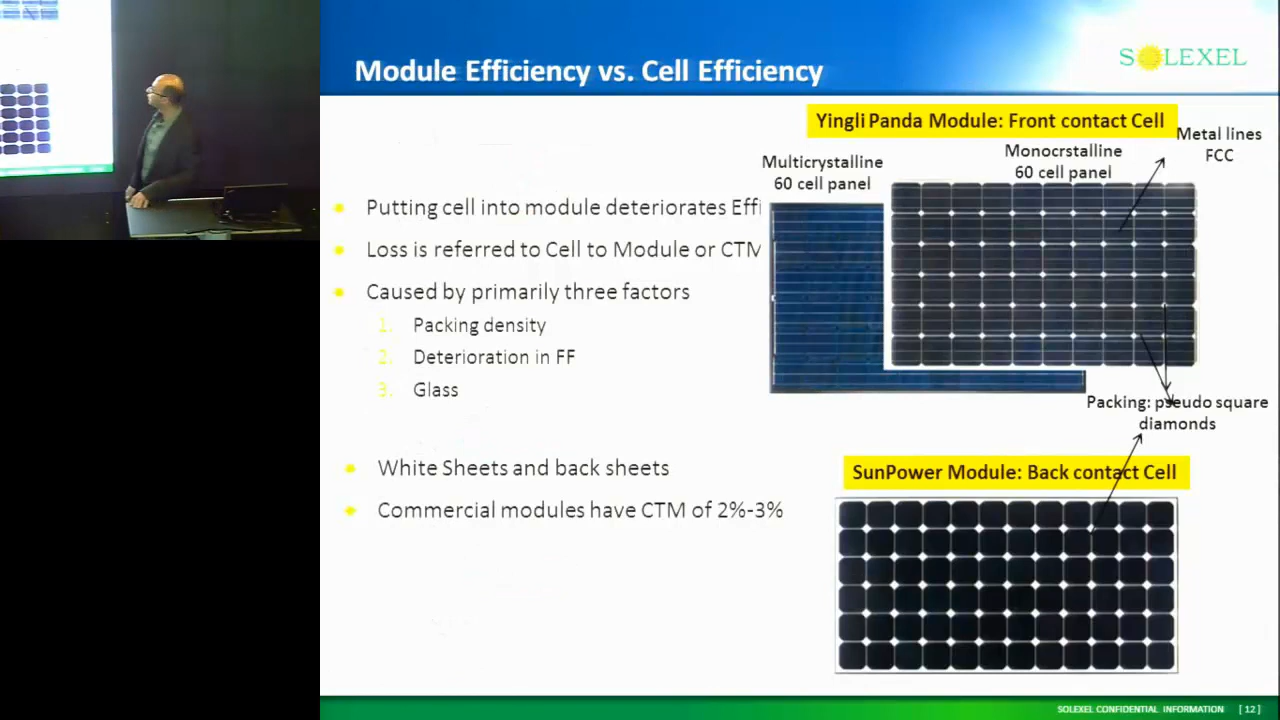 Module Efficiency vs. Cell Efficiency
SOLEXEL
Yingli Panda Module: Front contact Cell
Metal lines
FCC
Multicrystalline
60 cell panel
Monocrstalline
60 cell panel
Putting cell into module deteriorates Effi
Loss is referred to Cell to Module or CTM
Caused by primarily three factors
1. Packing density
2. Deterioration in FF
3. Glass
Packing: pseudo square
diamonds
White Sheets and back sheets
Commercial modules have CTM of 2%-3%
SunPower Module: Back contact Cell
SOLEXEL CONFIDENTIAL INFORMATION [12]